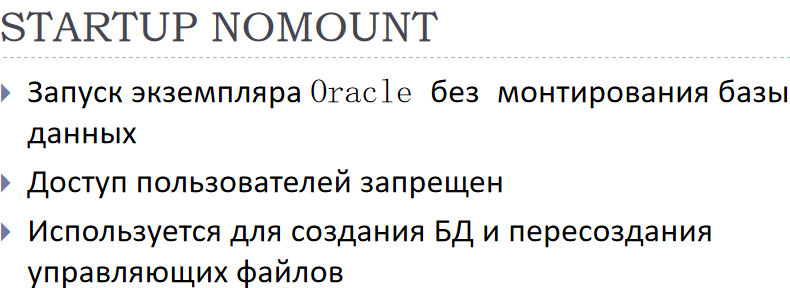 STARTUP NOMOUNT
Запуск экземпляра Oracle без монтирования базы
данных
Доступ пользователей запрещен
Используется для создания БД и пересоздания
управляющих файлов